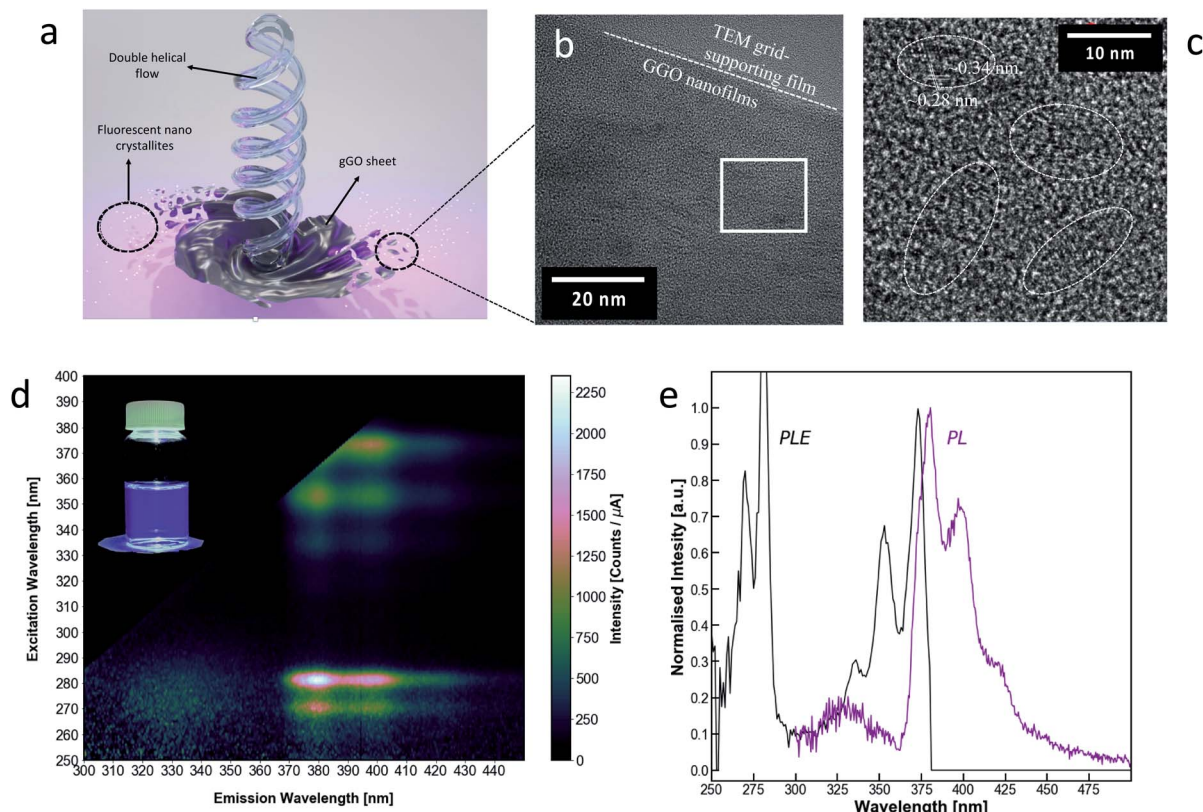 a
Double helical
flow
Fluorescent nano
crystallites
gGO sheet
b
TEM grid-
supporting film
GGO nanofilms
20 nm
c
10 nm
~0.34/nm
~0.28 nm
d
Excitation Wavelength [nm]
400
390
380
370
360
350
340
330
320
310
300
290
280
270
260
250
300 310 320 330 340 350 360 370 380 390 400 410 420 430 440
Emission Wavelength [nm]
2250
2000
1750
1500
1250
1000
750
500
250
0
Intensity [Counts / μA]
e
PLE
PL
Normalised Intesity [a.u.]
1.0
0.9
0.8
0.7
0.6
0.5
0.4
0.3
0.2
0.1
0.0
250 275 300 325 350 375 400 425 450 475
Wavelength [nm]